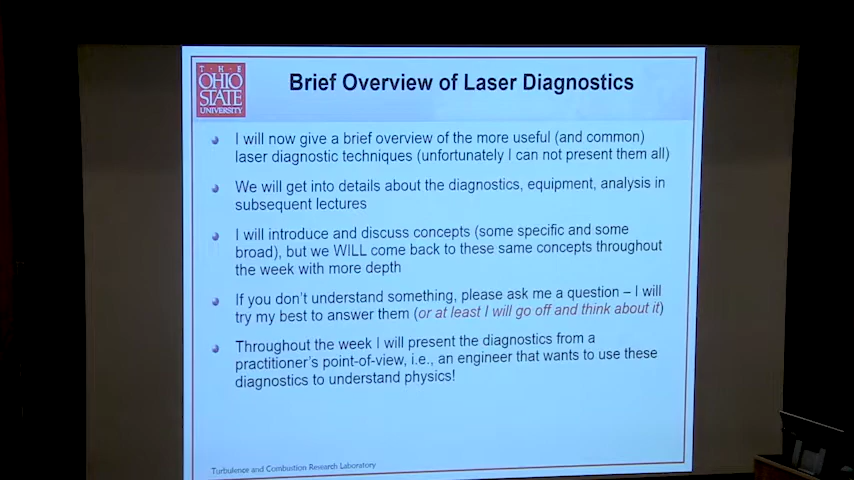 T · H · E
OHIO
STATE
UNIVERSITY
Brief Overview of Laser Diagnostics
I will now give a brief overview of the more useful (and common)
laser diagnostic techniques (unfortunately I can not present them all)
We will get into details about the diagnostics, equipment, analysis in
subsequent lectures
I will introduce and discuss concepts (some specific and some
broad), but we WILL come back to these same concepts throughout
the week with more depth
If you don't understand something, please ask me a question – I will
try my best to answer them (or at least I will go off and think about it)
Throughout the week I will present the diagnostics from a
practitioner's point-of-view, i.e., an engineer that wants to use these
diagnostics to understand physics!
Turbulence and Combustion Research Laboratory